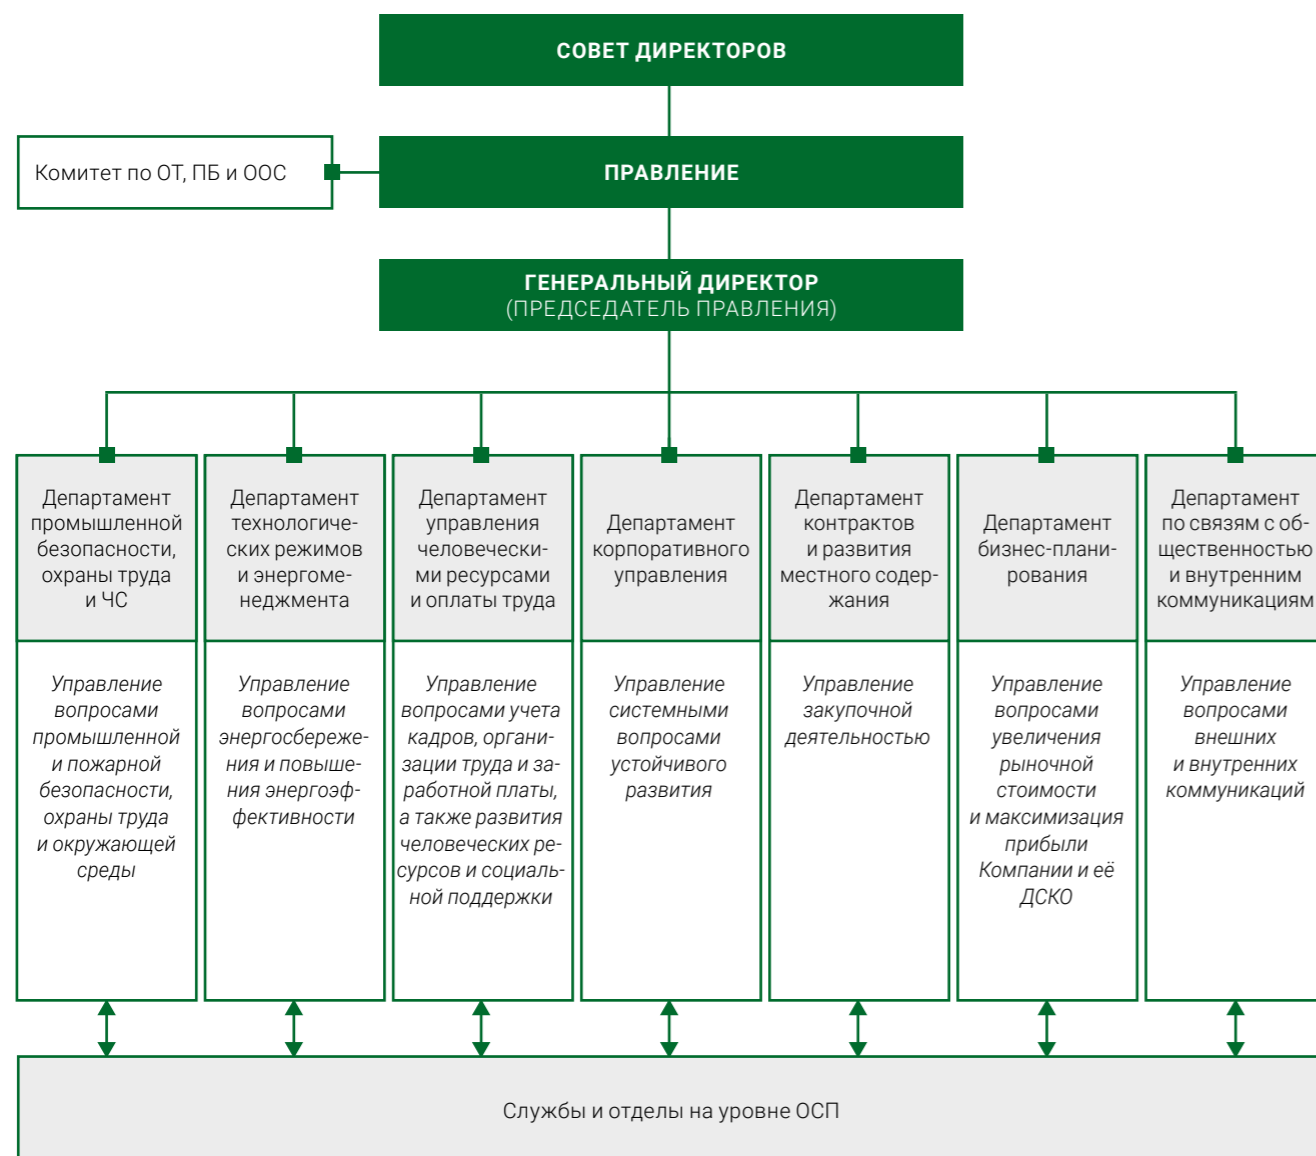 СОВЕТ ДИРЕКТОРОВ
Комитет по ОТ, ПБ и ООС
ПРАВЛЕНИЕ
ГЕНЕРАЛЬНЫЙ ДИРЕКТОР
(ПРЕДСЕДАТЕЛЬ ПРАВЛЕНИЯ)
Департамент
промышленной
безопасности,
охраны труда
и ЧС
Департамент
технологиче-
ских режимов
и энергоме-
неджмента
Департамент
управления
человечески-
ми ресурсами
и оплаты труда
Департамент
корпоративного
управления
Департамент
контрактов
и развития
местного содер-
жания
Департамент
бизнес-плани-
рования
Департамент
по связям с об-
щественностью
и внутренним
коммуникациям
Управление
вопросами
промышленной
и пожарной
безопасности,
охраны труда
и окружающей
среды
Управление
вопросами
энергосбереже-
ния и повыше-
ния энергоэф-
фективности
Управление
вопросами учета
кадров, органи-
зации труда и за-
работной платы,
а также развития
человеческих ре-
сурсов и социаль-
ной поддержки
Управление
системными
вопросами
устойчивого
развития
Управление
закупочной
деятельностью
Управление
вопросами
увеличения
рыночной
стоимости
и максимизация
прибыли
Компании и её
ДСКО
Управление
вопросами
внешних
и внутренних
коммуникаций
Службы и отделы на уровне ОСП